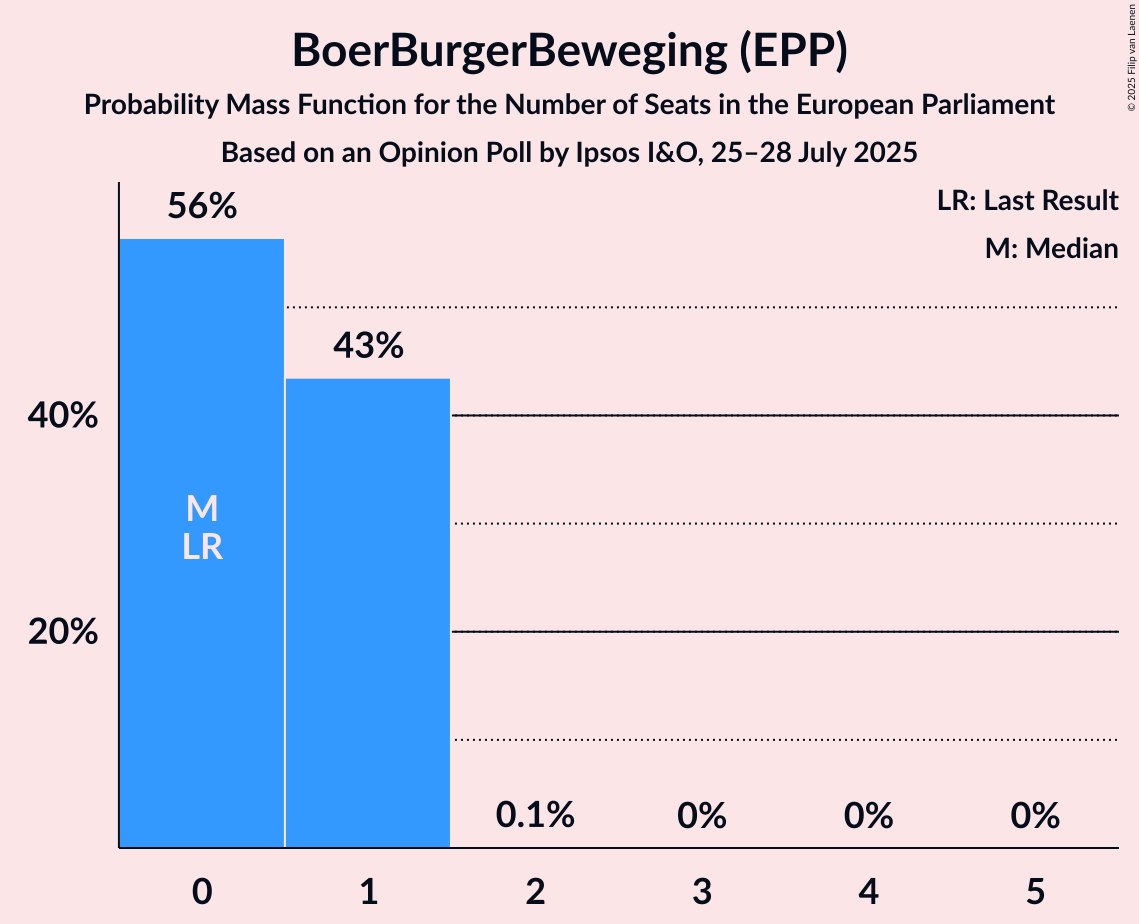 BoerBurgerBeweging (EPP)
Probability Mass Function for the Number of Seats in the European Parliament
Based on an Opinion Poll by Ipsos I&O, 25–28 July 2025
© 2025 Filip van Laenen
LR: Last Result
M: Median
56%
43%
40%
M
LR
20%
0.1%
0%
0%
0%
0
1
2
3
4
5